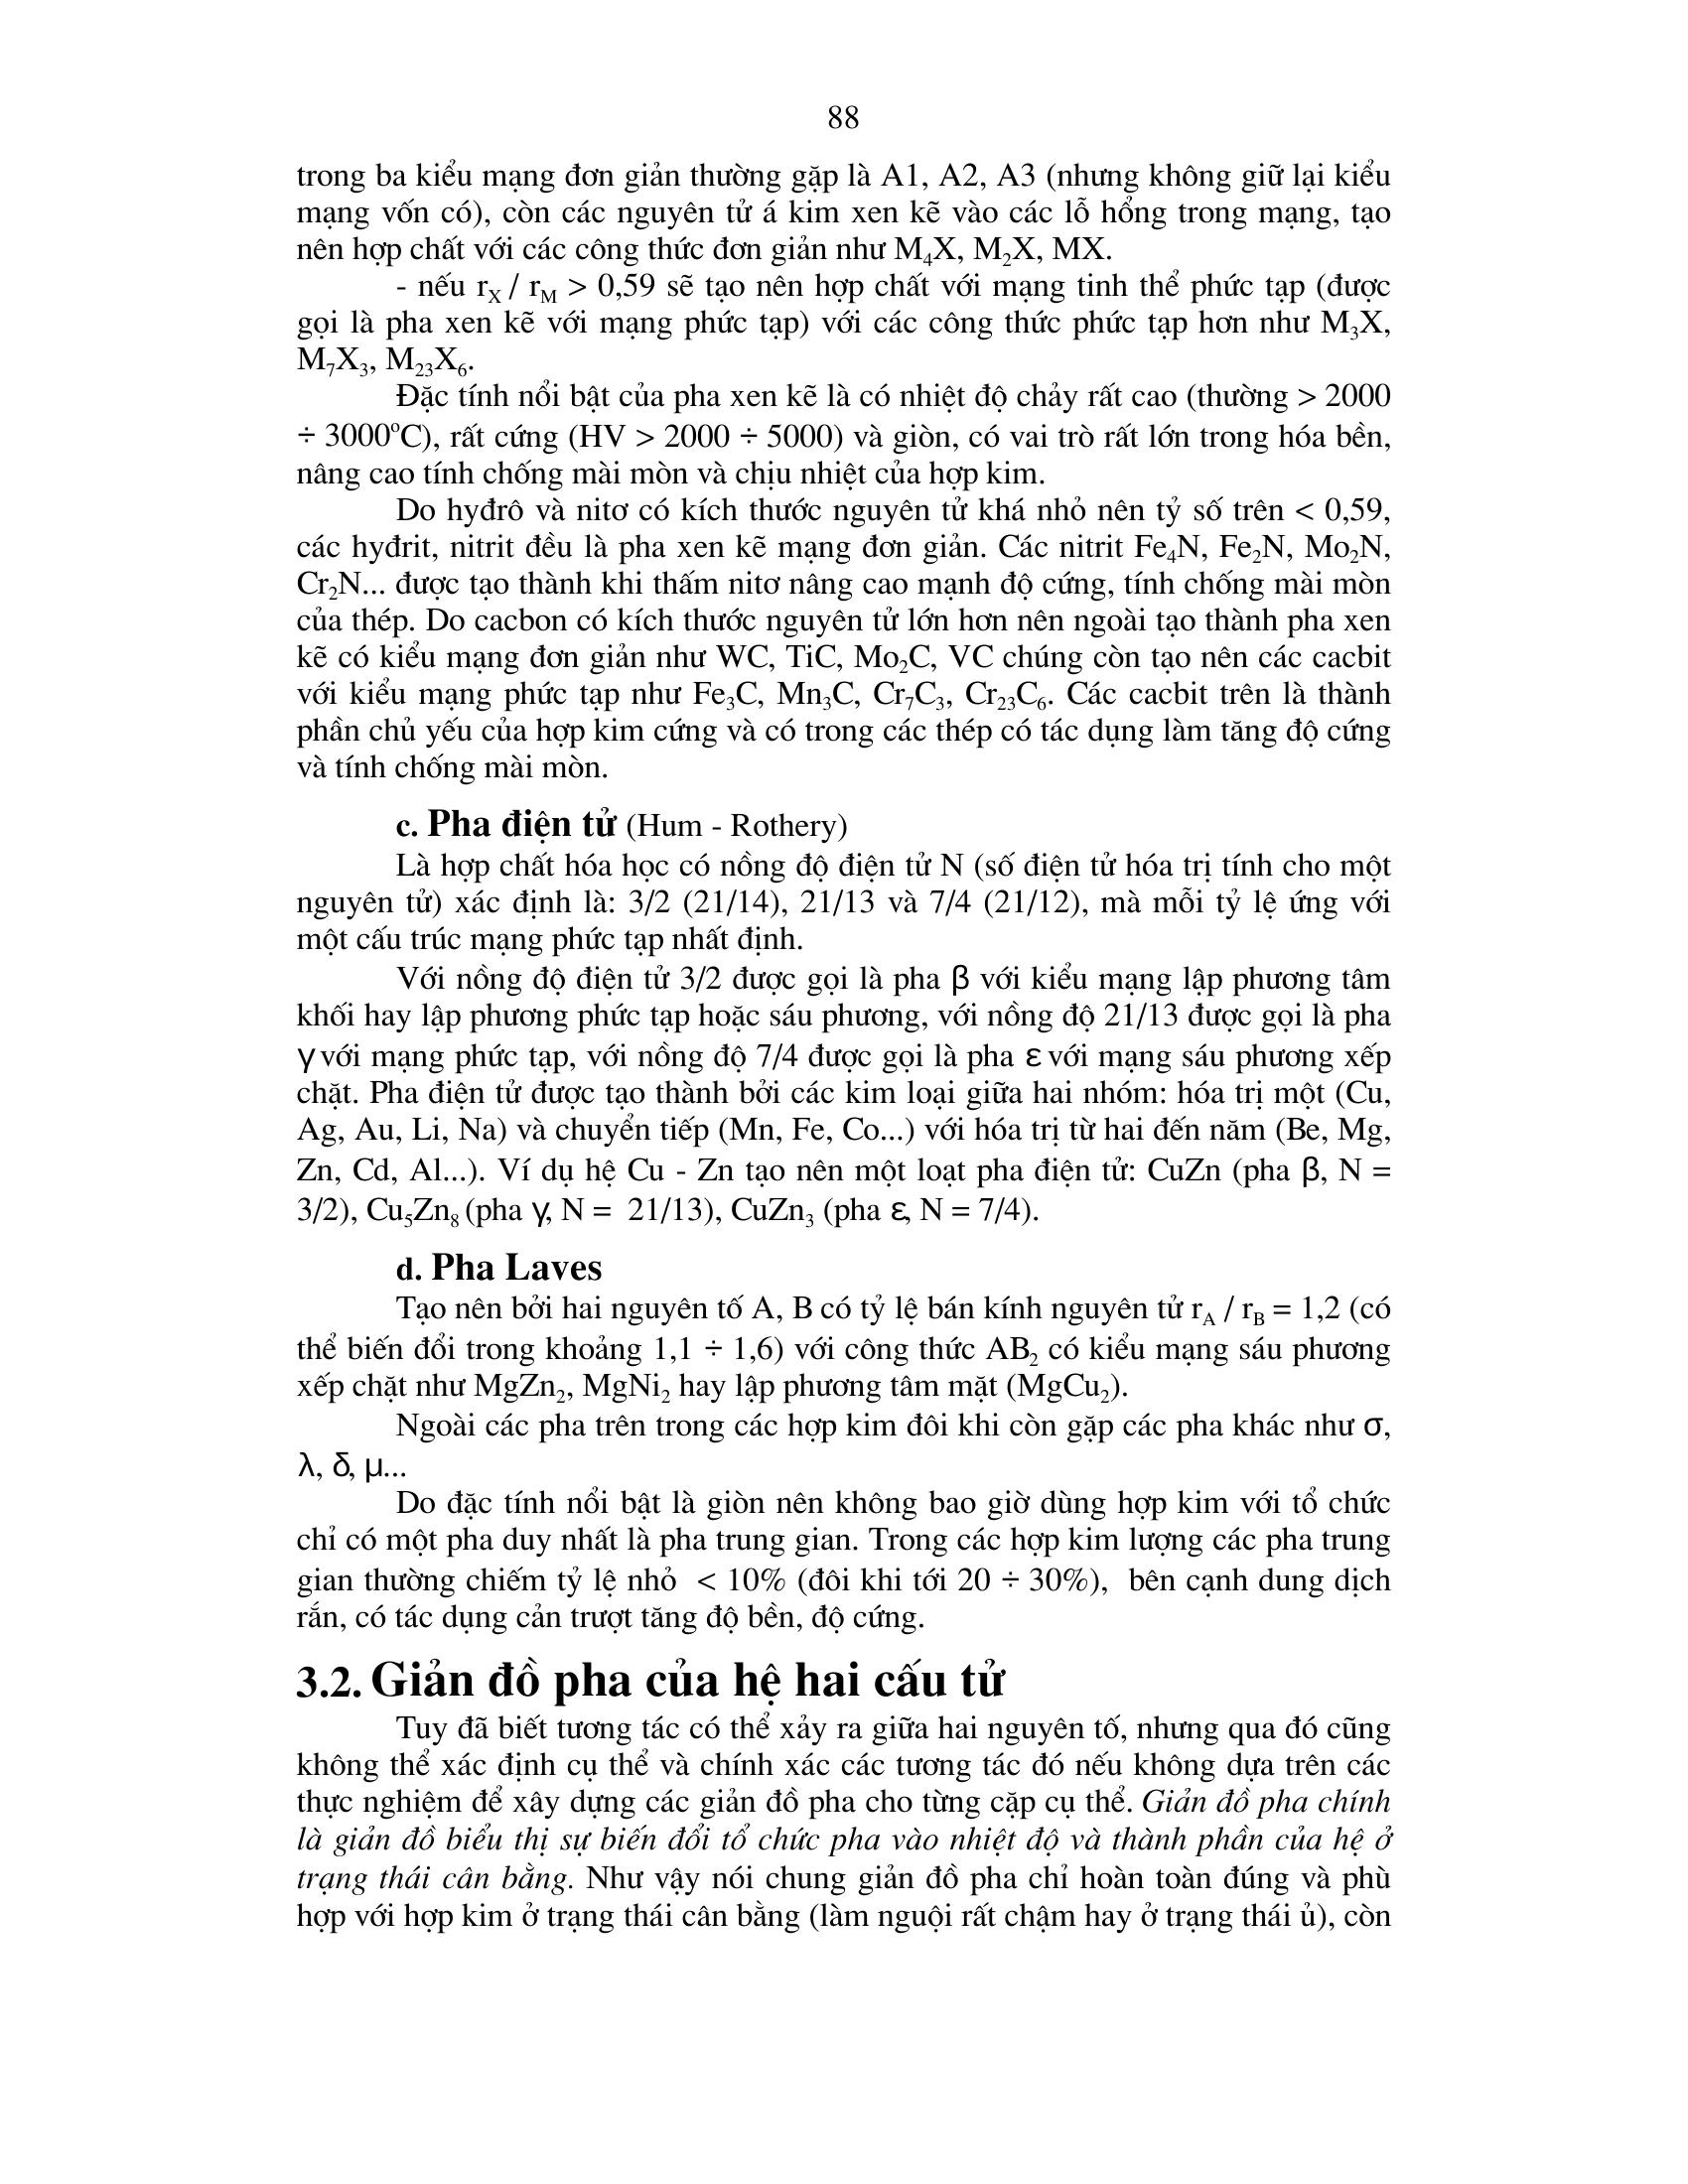 88
trong ba kiểu mạng đơn giản thường gặp là A1, A2, A3 (nhưng không giữ lại kiểu
mạng vốn có), còn các nguyên tử á kim xen kẽ vào các lỗ hổng trong mạng, tạo
nên hợp chất với các công thức đơn giản như M₄X, M₂X, MX.
- nếu r_X / r_M > 0,59 sẽ tạo nên hợp chất với mạng tinh thể phức tạp (được
gọi là pha xen kẽ với mạng phức tạp) với các công thức phức tạp hơn như M₃X,
M₇X₃, M₂₃X₆.
Đặc tính nổi bật của pha xen kẽ là có nhiệt độ chảy rất cao (thường > 2000
÷ 3000ºC), rất cứng (HV > 2000 ÷ 5000) và giòn, có vai trò rất lớn trong hóa bền,
nâng cao tính chống mài mòn và chịu nhiệt của hợp kim.
Do hyđrô và nitơ có kích thước nguyên tử khá nhỏ nên tỷ số trên < 0,59,
các hyđrit, nitrit đều là pha xen kẽ mạng đơn giản. Các nitrit Fe₄N, Fe₂N, Mo₂N,
Cr₂N... được tạo thành khi thấm nitơ nâng cao mạnh độ cứng, tính chống mài mòn
của thép. Do cacbon có kích thước nguyên tử lớn hơn nên ngoài tạo thành pha xen
kẽ có kiểu mạng đơn giản như WC, TiC, Mo₂C, VC chúng còn tạo nên các cacbit
với kiểu mạng phức tạp như Fe₃C, Mn₃C, Cr₇C₃, Cr₂₃C₆. Các cacbit trên là thành
phần chủ yếu của hợp kim cứng và có trong các thép có tác dụng làm tăng độ cứng
và tính chống mài mòn.
c. Pha điện tử (Hum - Rothery)
Là hợp chất hóa học có nồng độ điện tử N (số điện tử hóa trị tính cho một
nguyên tử) xác định là: 3/2 (21/14), 21/13 và 7/4 (21/12), mà mỗi tỷ lệ ứng với
một cấu trúc mạng phức tạp nhất định.
Với nồng độ điện tử 3/2 được gọi là pha β với kiểu mạng lập phương tâm
khối hay lập phương phức tạp hoặc sáu phương, với nồng độ 21/13 được gọi là pha
γ với mạng phức tạp, với nồng độ 7/4 được gọi là pha ε với mạng sáu phương xếp
chặt. Pha điện tử được tạo thành bởi các kim loại giữa hai nhóm: hóa trị một (Cu,
Ag, Au, Li, Na) và chuyển tiếp (Mn, Fe, Co...) với hóa trị từ hai đến năm (Be, Mg,
Zn, Cd, Al...). Ví dụ hệ Cu - Zn tạo nên một loạt pha điện tử: CuZn (pha β, N =
3/2), Cu₅Zn₈ (pha γ, N =  21/13), CuZn₃ (pha ε, N = 7/4).
d. Pha Laves
Tạo nên bởi hai nguyên tố A, B có tỷ lệ bán kính nguyên tử r_A / r_B = 1,2 (có
thể biến đổi trong khoảng 1,1 ÷ 1,6) với công thức AB₂ có kiểu mạng sáu phương
xếp chặt như MgZn₂, MgNi₂ hay lập phương tâm mặt (MgCu₂).
Ngoài các pha trên trong các hợp kim đôi khi còn gặp các pha khác như σ,
λ, δ, μ...
Do đặc tính nổi bật là giòn nên không bao giờ dùng hợp kim với tổ chức
chỉ có một pha duy nhất là pha trung gian. Trong các hợp kim lượng các pha trung
gian thường chiếm tỷ lệ nhỏ  < 10% (đôi khi tới 20 ÷ 30%),  bên cạnh dung dịch
rắn, có tác dụng cản trượt tăng độ bền, độ cứng.
3.2. Giản đồ pha của hệ hai cấu tử
Tuy đã biết tương tác có thể xảy ra giữa hai nguyên tố, nhưng qua đó cũng
không thể xác định cụ thể và chính xác các tương tác đó nếu không dựa trên các
thực nghiệm để xây dựng các giản đồ pha cho từng cặp cụ thể. Giản đồ pha chính
là giản đồ biểu thị sự biến đổi tổ chức pha vào nhiệt độ và thành phần của hệ ở
trạng thái cân bằng. Như vậy nói chung giản đồ pha chỉ hoàn toàn đúng và phù
hợp với hợp kim ở trạng thái cân bằng (làm nguội rất chậm hay ở trạng thái ủ), còn